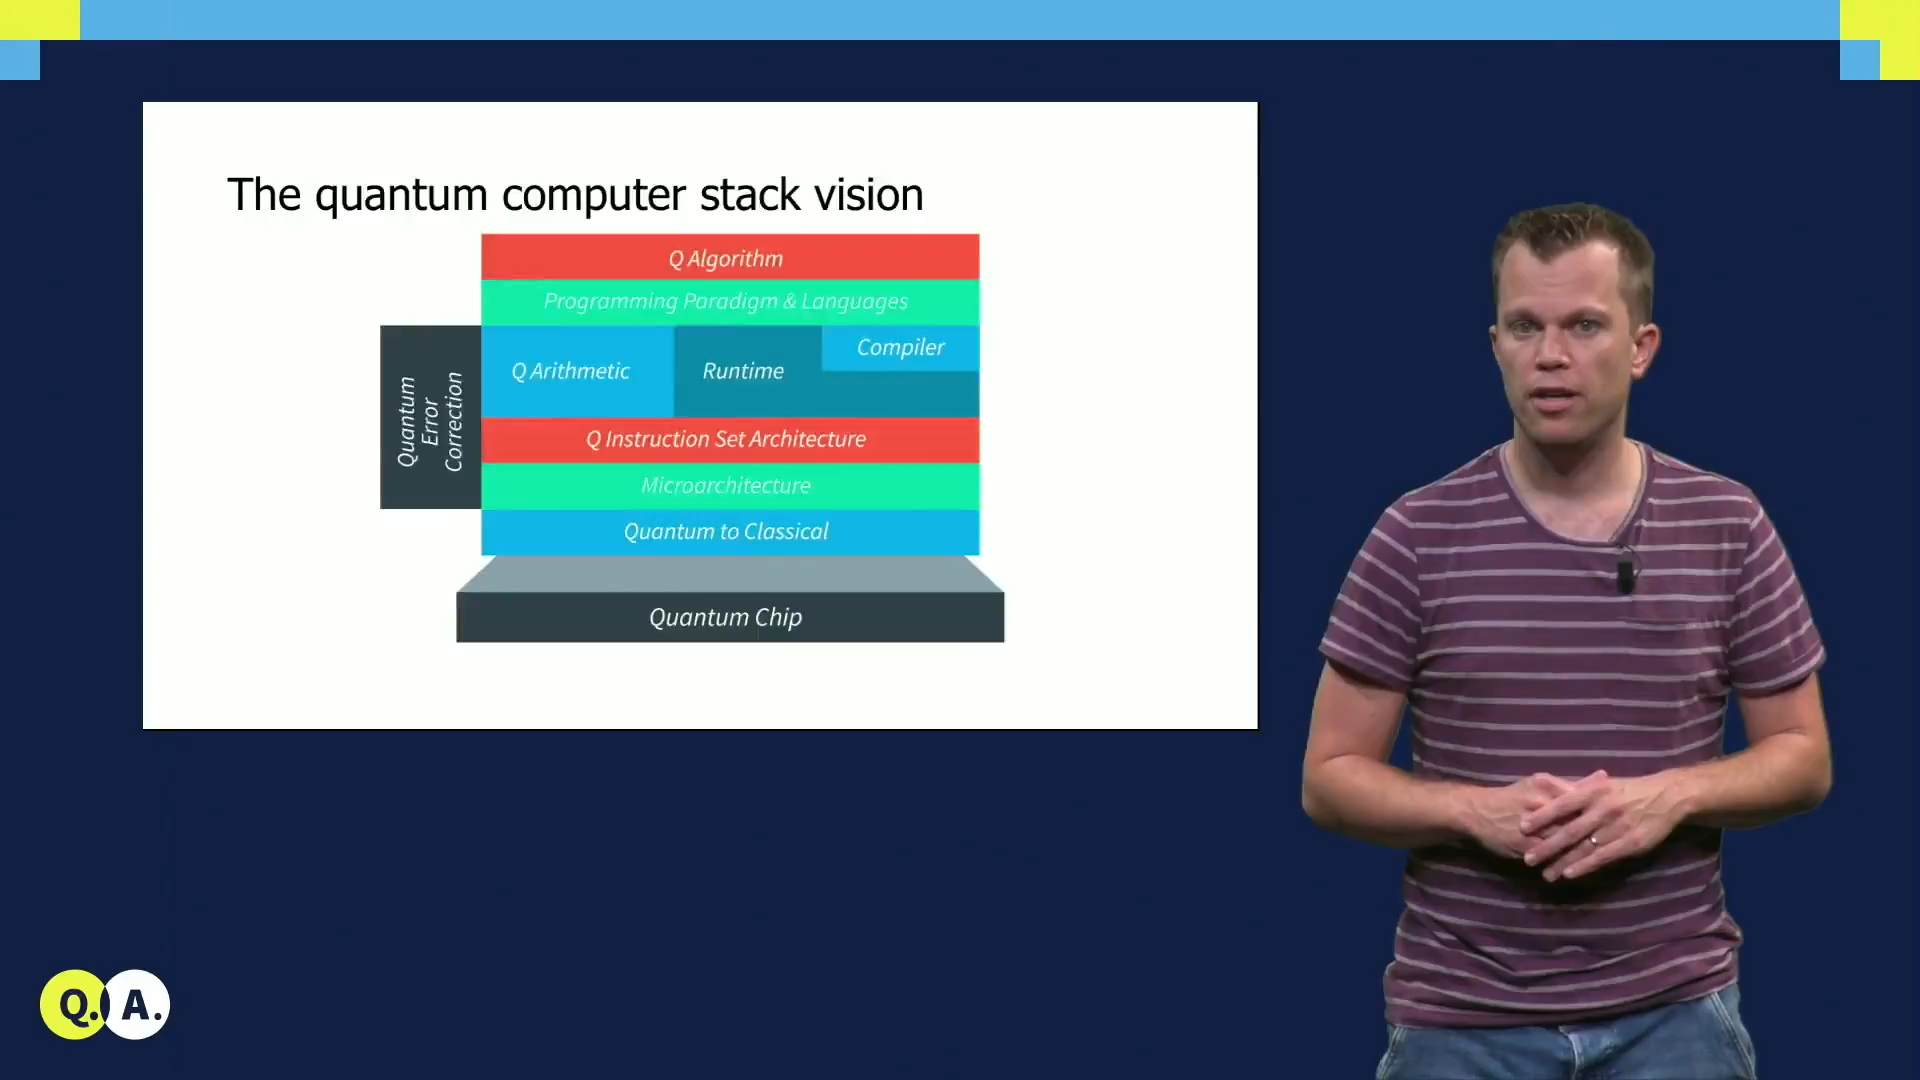 The quantum computer stack vision
Q Algorithm
Programming Paradigm & Languages
Quantum
Error
Correction
Q Arithmetic
Runtime
Compiler
Q Instruction Set Architecture
Microarchitecture
Quantum to Classical
Quantum Chip
Q. A.